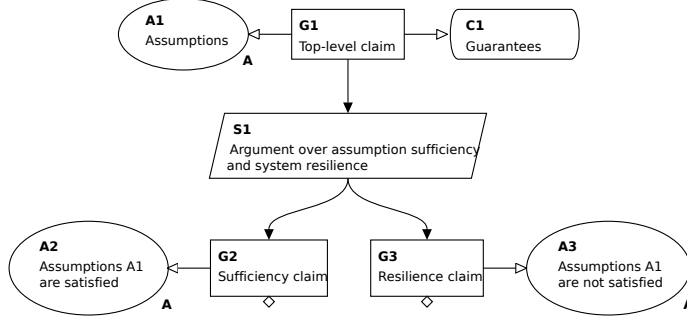 A1
Assumptions
A
G1
Top-level claim
C1
Guarantees
S1
Argument over assumption sufficiency
and system resilience
A2
Assumptions A1
are satisfied
A
G2
Sufficiency claim
G3
Resilience claim
A3
Assumptions A1
are not satisfied
A